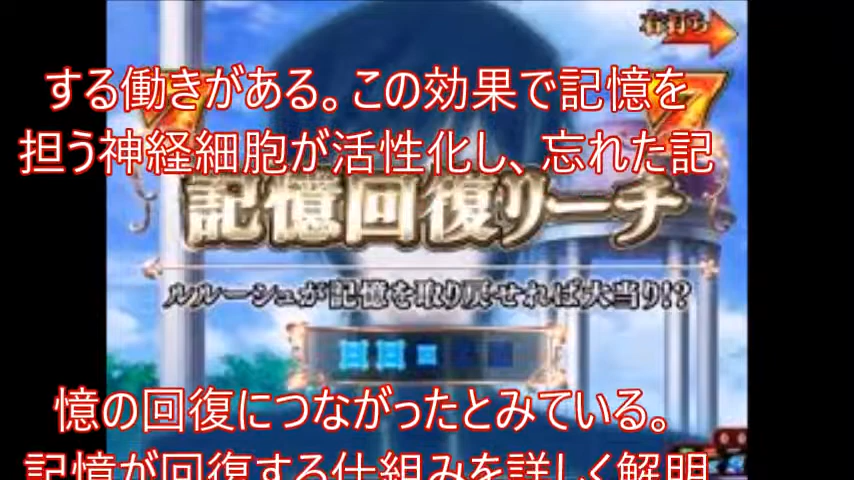 右打ち
する働きがある。この効果で記憶を
担う神経細胞が活性化し、忘れた記
記憶回復リーチ
ルルーシュが記憶を取り戻せれば大当り!?
憶の回復につながったとみている。
記憶が回復する仕組みを詳しく解明